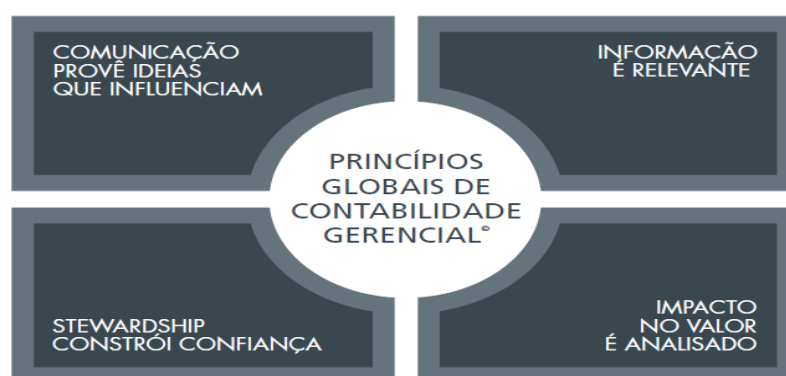 COMUNICAÇÃO
PROVÊ IDEIAS
QUE INFLUENCIAM
INFORMAÇÃO
É RELEVANTE
PRINCÍPIOS
GLOBAIS DE
CONTABILIDADE
GERENCIAL©
STEWARDSHIP
CONSTRÓI CONFIANÇA
IMPACTO
NO VALOR
É ANALISADO